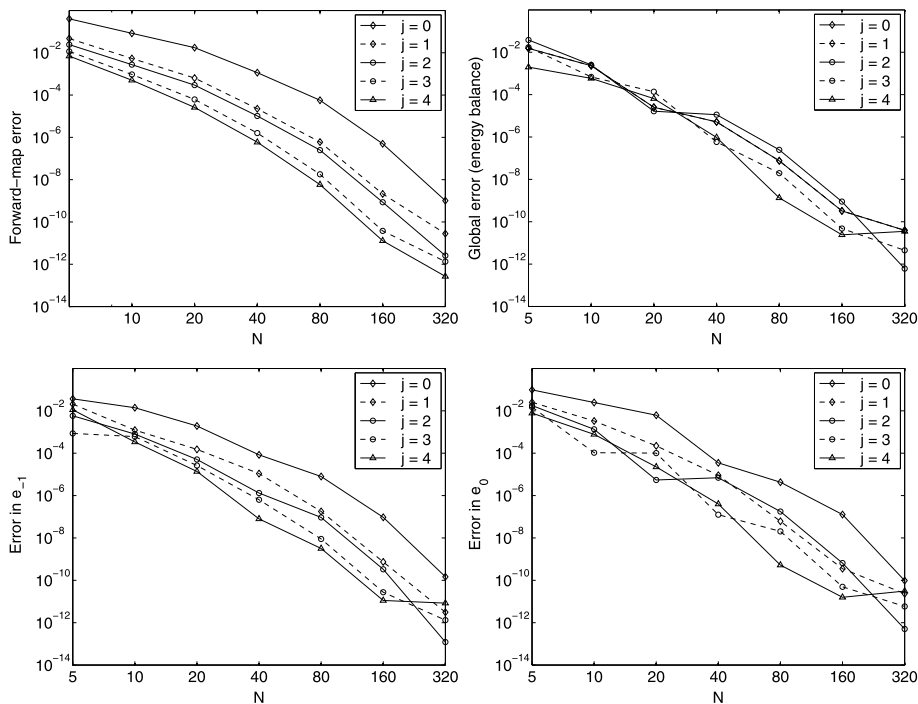 10^-2
10^-4
10^-6
10^-8
10^-10
10^-12
10^-14
Forward-map error
10
20
40
80
160
320
N
j = 0
j = 1
j = 2
j = 3
j = 4
10^-2
10^-4
10^-6
10^-8
10^-10
10^-12
10^-14
Global error (energy balance)
5
10
20
40
80
160
320
N
j = 0
j = 1
j = 2
j = 3
j = 4
10^-2
10^-4
10^-6
10^-8
10^-10
10^-12
10^-14
Error in e_-1
5
10
20
40
80
160
320
N
j = 0
j = 1
j = 2
j = 3
j = 4
10^-2
10^-4
10^-6
10^-8
10^-10
10^-12
10^-14
Error in e_0
5
10
20
40
80
160
320
N
j = 0
j = 1
j = 2
j = 3
j = 4